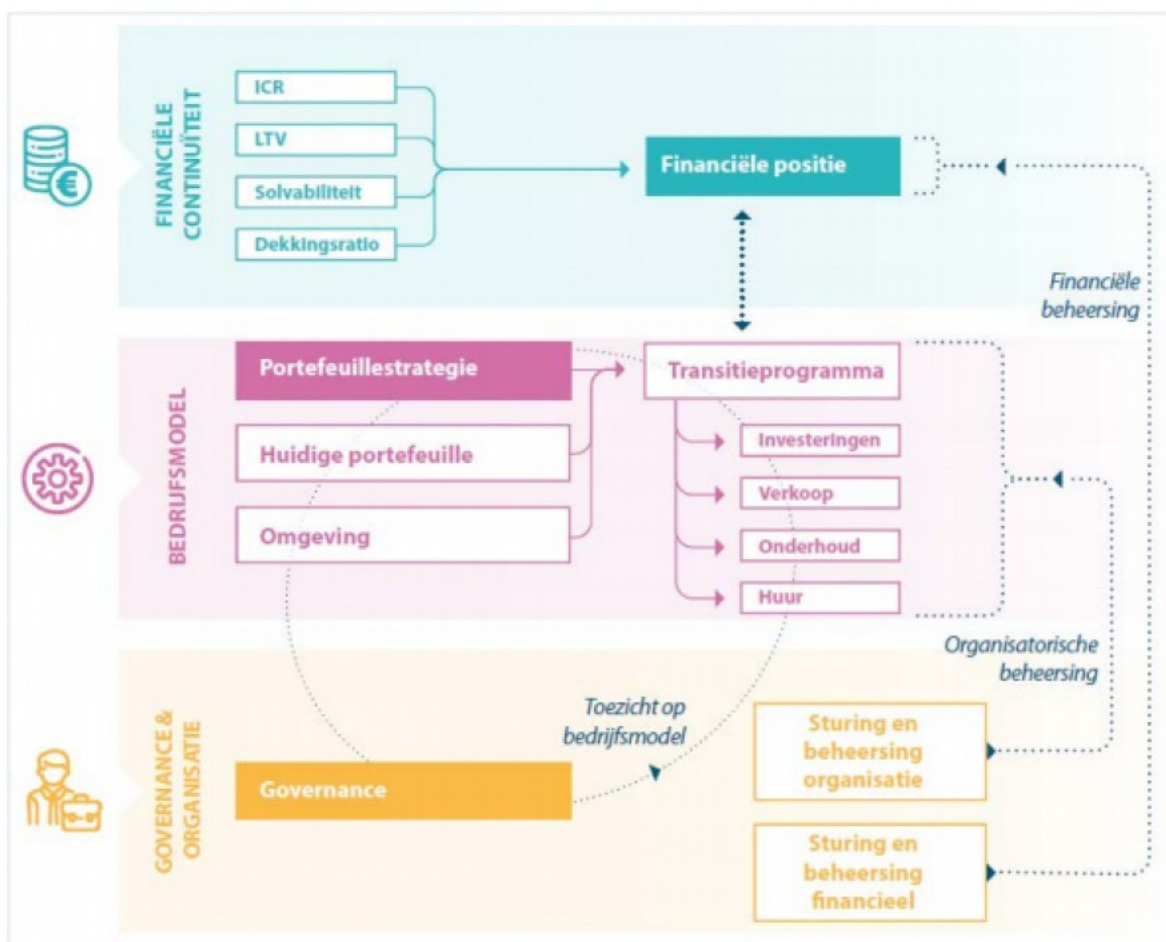 FINANCIËLE
CONTINUÏTEIT
ICR
LTV
Solvabiliteit
Dekkingsratio
Financiële positie
Financiële
beheersing
BEDRIJFSMODEL
Portefeuillestrategie
Huidige portefeuille
Omgeving
Transitieprogramma
Investeringen
Verkoop
Onderhoud
Huur
Organisatorische
beheersing
GOVERNANCE &
ORGANISATIE
Governance
Toezicht op
bedrijfsmodel
Sturing en
beheersing
organisatie
Sturing en
beheersing
financieel